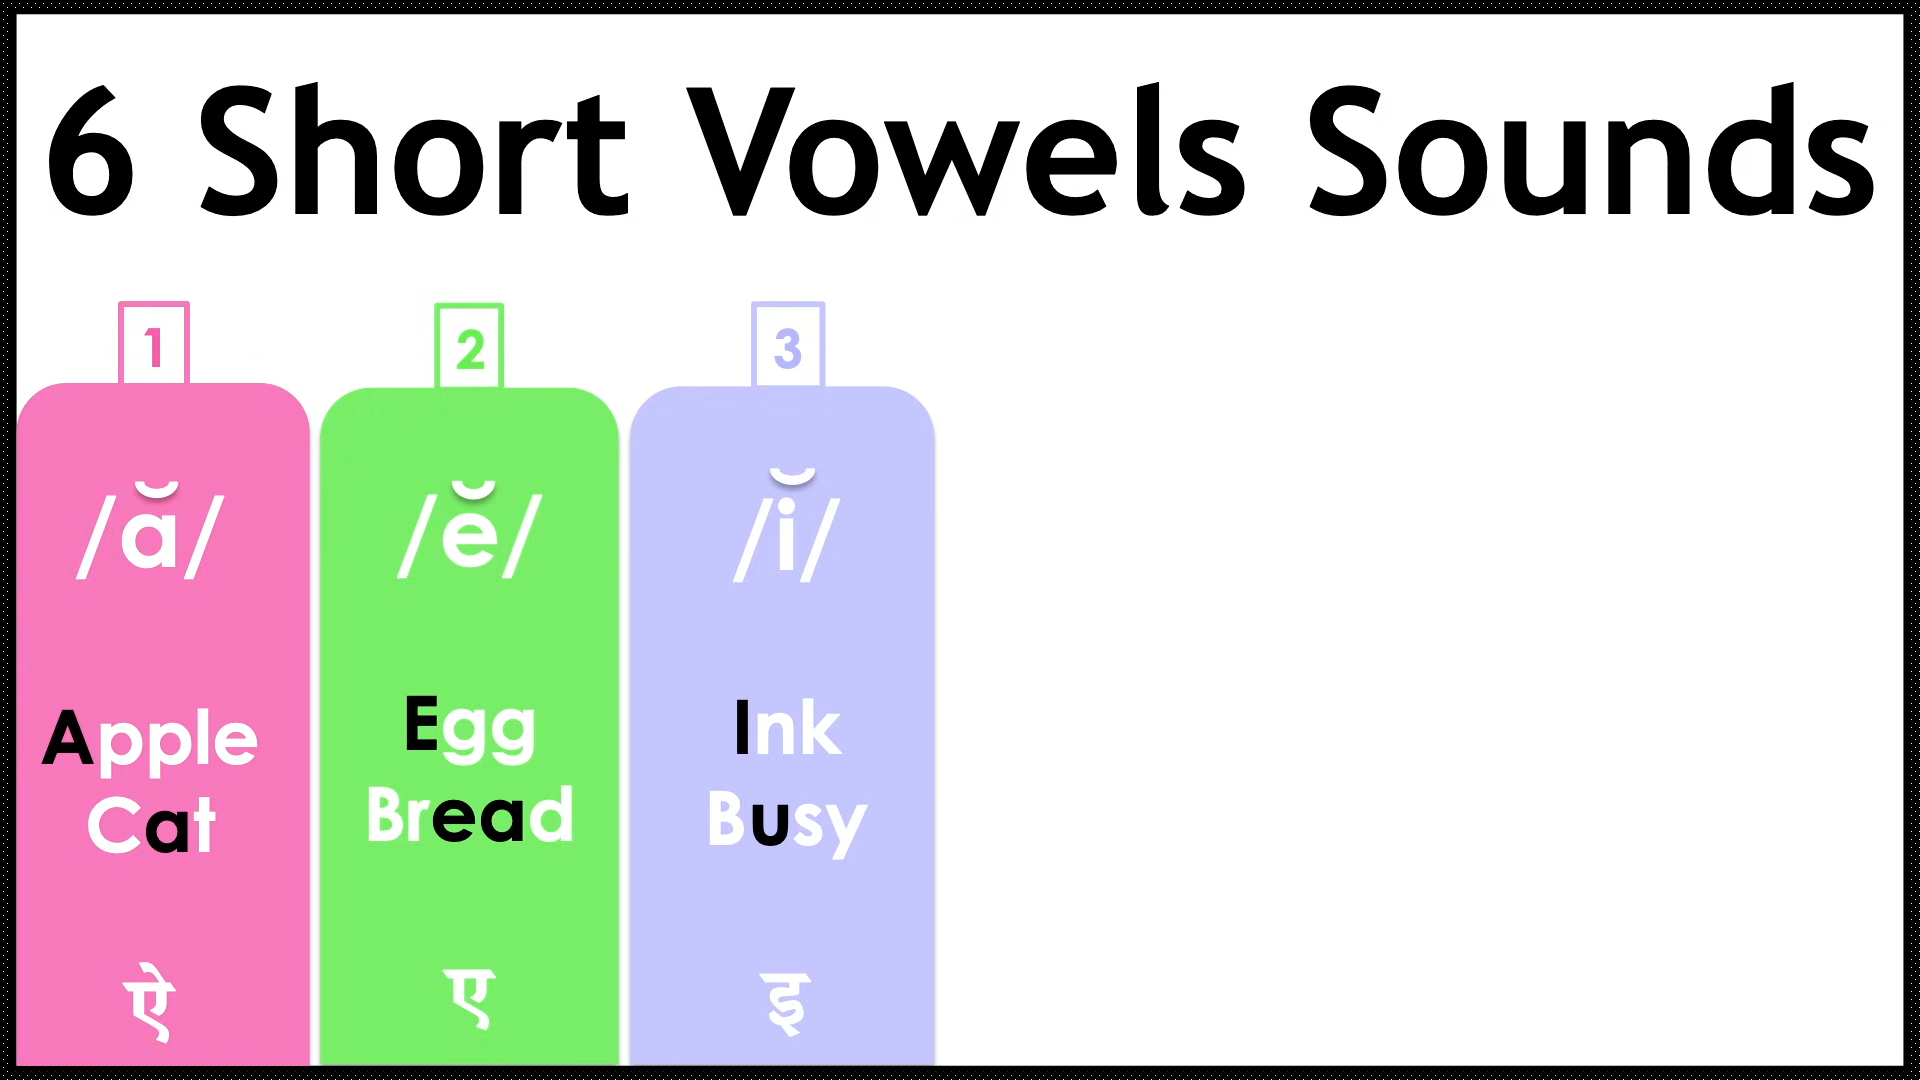 6 Short Vowels Sounds
1
/ă/
Apple
Cat
ऐ
2
/ĕ/
Egg
Bread
ए
3
/ĭ/
Ink
Busy
इ